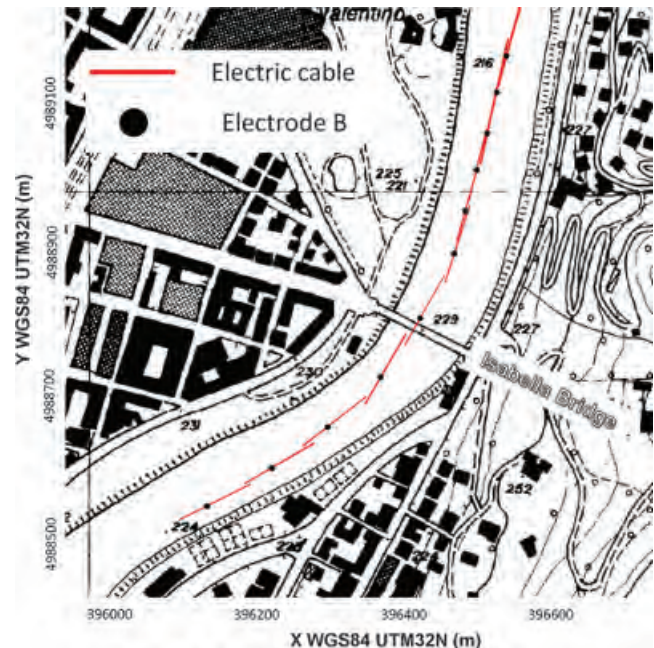 Valentino
216
Electric cable
Electrode B
227
225
221
229
227
230
Isabella Bridge
231
252
224
4989100
4988900
4988700
4988500
Y WGS84 UTM32N (m)
396000 396200 396400 396600
X WGS84 UTM32N (m)